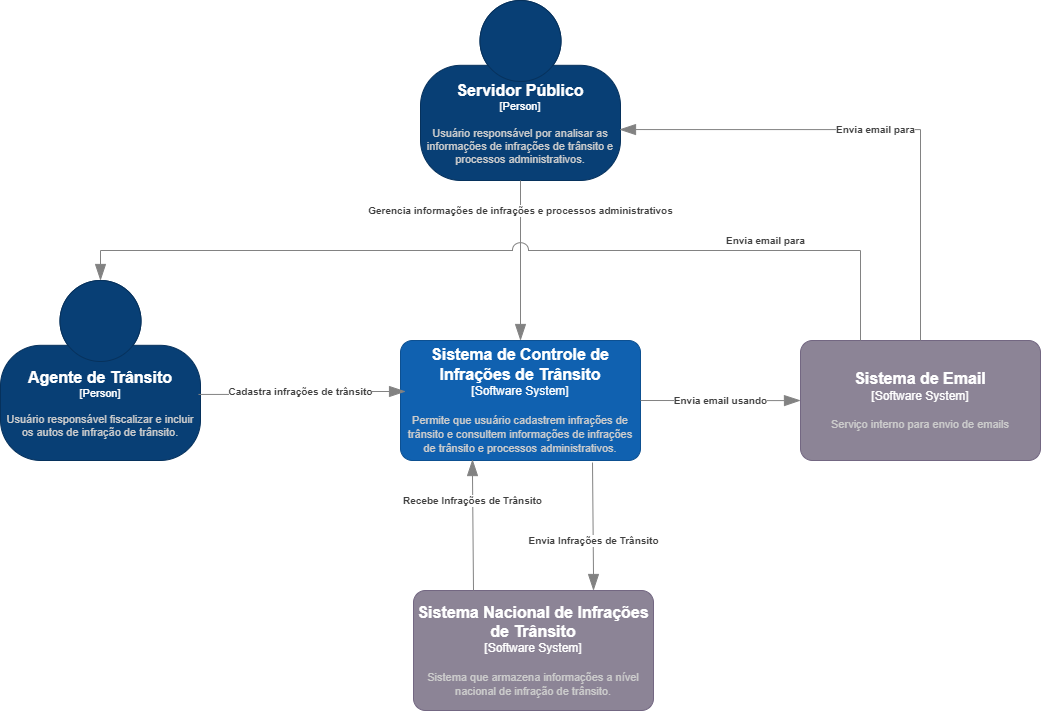 Servidor Público
[Person]
Usuário responsável por analisar as
informações de infrações de trânsito e
processos administrativos.
Envia email para
Gerencia informações de infrações e processos administrativos
Envia email para
Agente de Trânsito
[Person]
Usuário responsável fiscalizar e incluir
os autos de infração de trânsito.
Cadastra infrações de trânsito
Sistema de Controle de
Infrações de Trânsito
[Software System]
Permite que usuário cadastrem infrações de
trânsito e consultem informações de infrações
de trânsito e processos administrativos.
Envia email usando
Sistema de Email
[Software System]
Serviço interno para envio de emails
Recebe Infrações de Trânsito
Envia Infrações de Trânsito
Sistema Nacional de Infrações
de Trânsito
[Software System]
Sistema que armazena informações a nível
nacional de infração de trânsito.